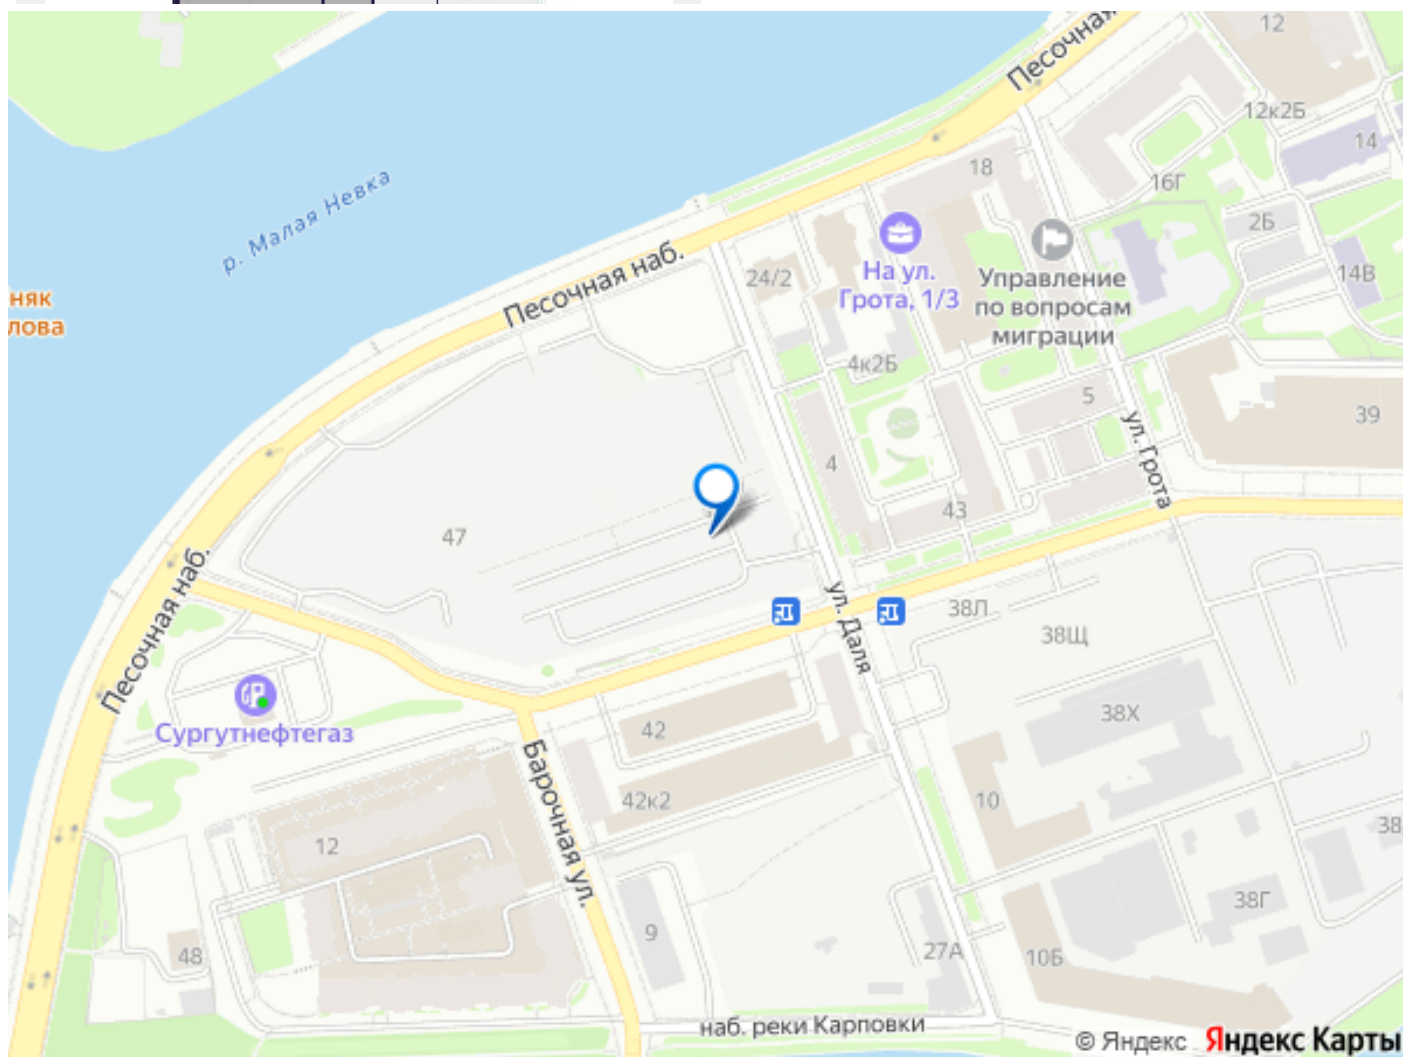 Песочная
12
12к2Б
14
18
16Г
2Б
р. Малая Невка
14В
24/2
На ул.
Грота, 1/3
Управление
по вопросам
миграции
Песочная наб.
няк
лова
4к2Б
5
39
ул. Грота
4
43
47
Песочная наб.
ул. Даля
38Л
38Щ
Сургутнефтегаз
42
38Х
Барочная ул.
42к2
10
12
38
38Г
9
48
27А
10Б
наб. реки Карповки
© Яндекс Яндекс Карты